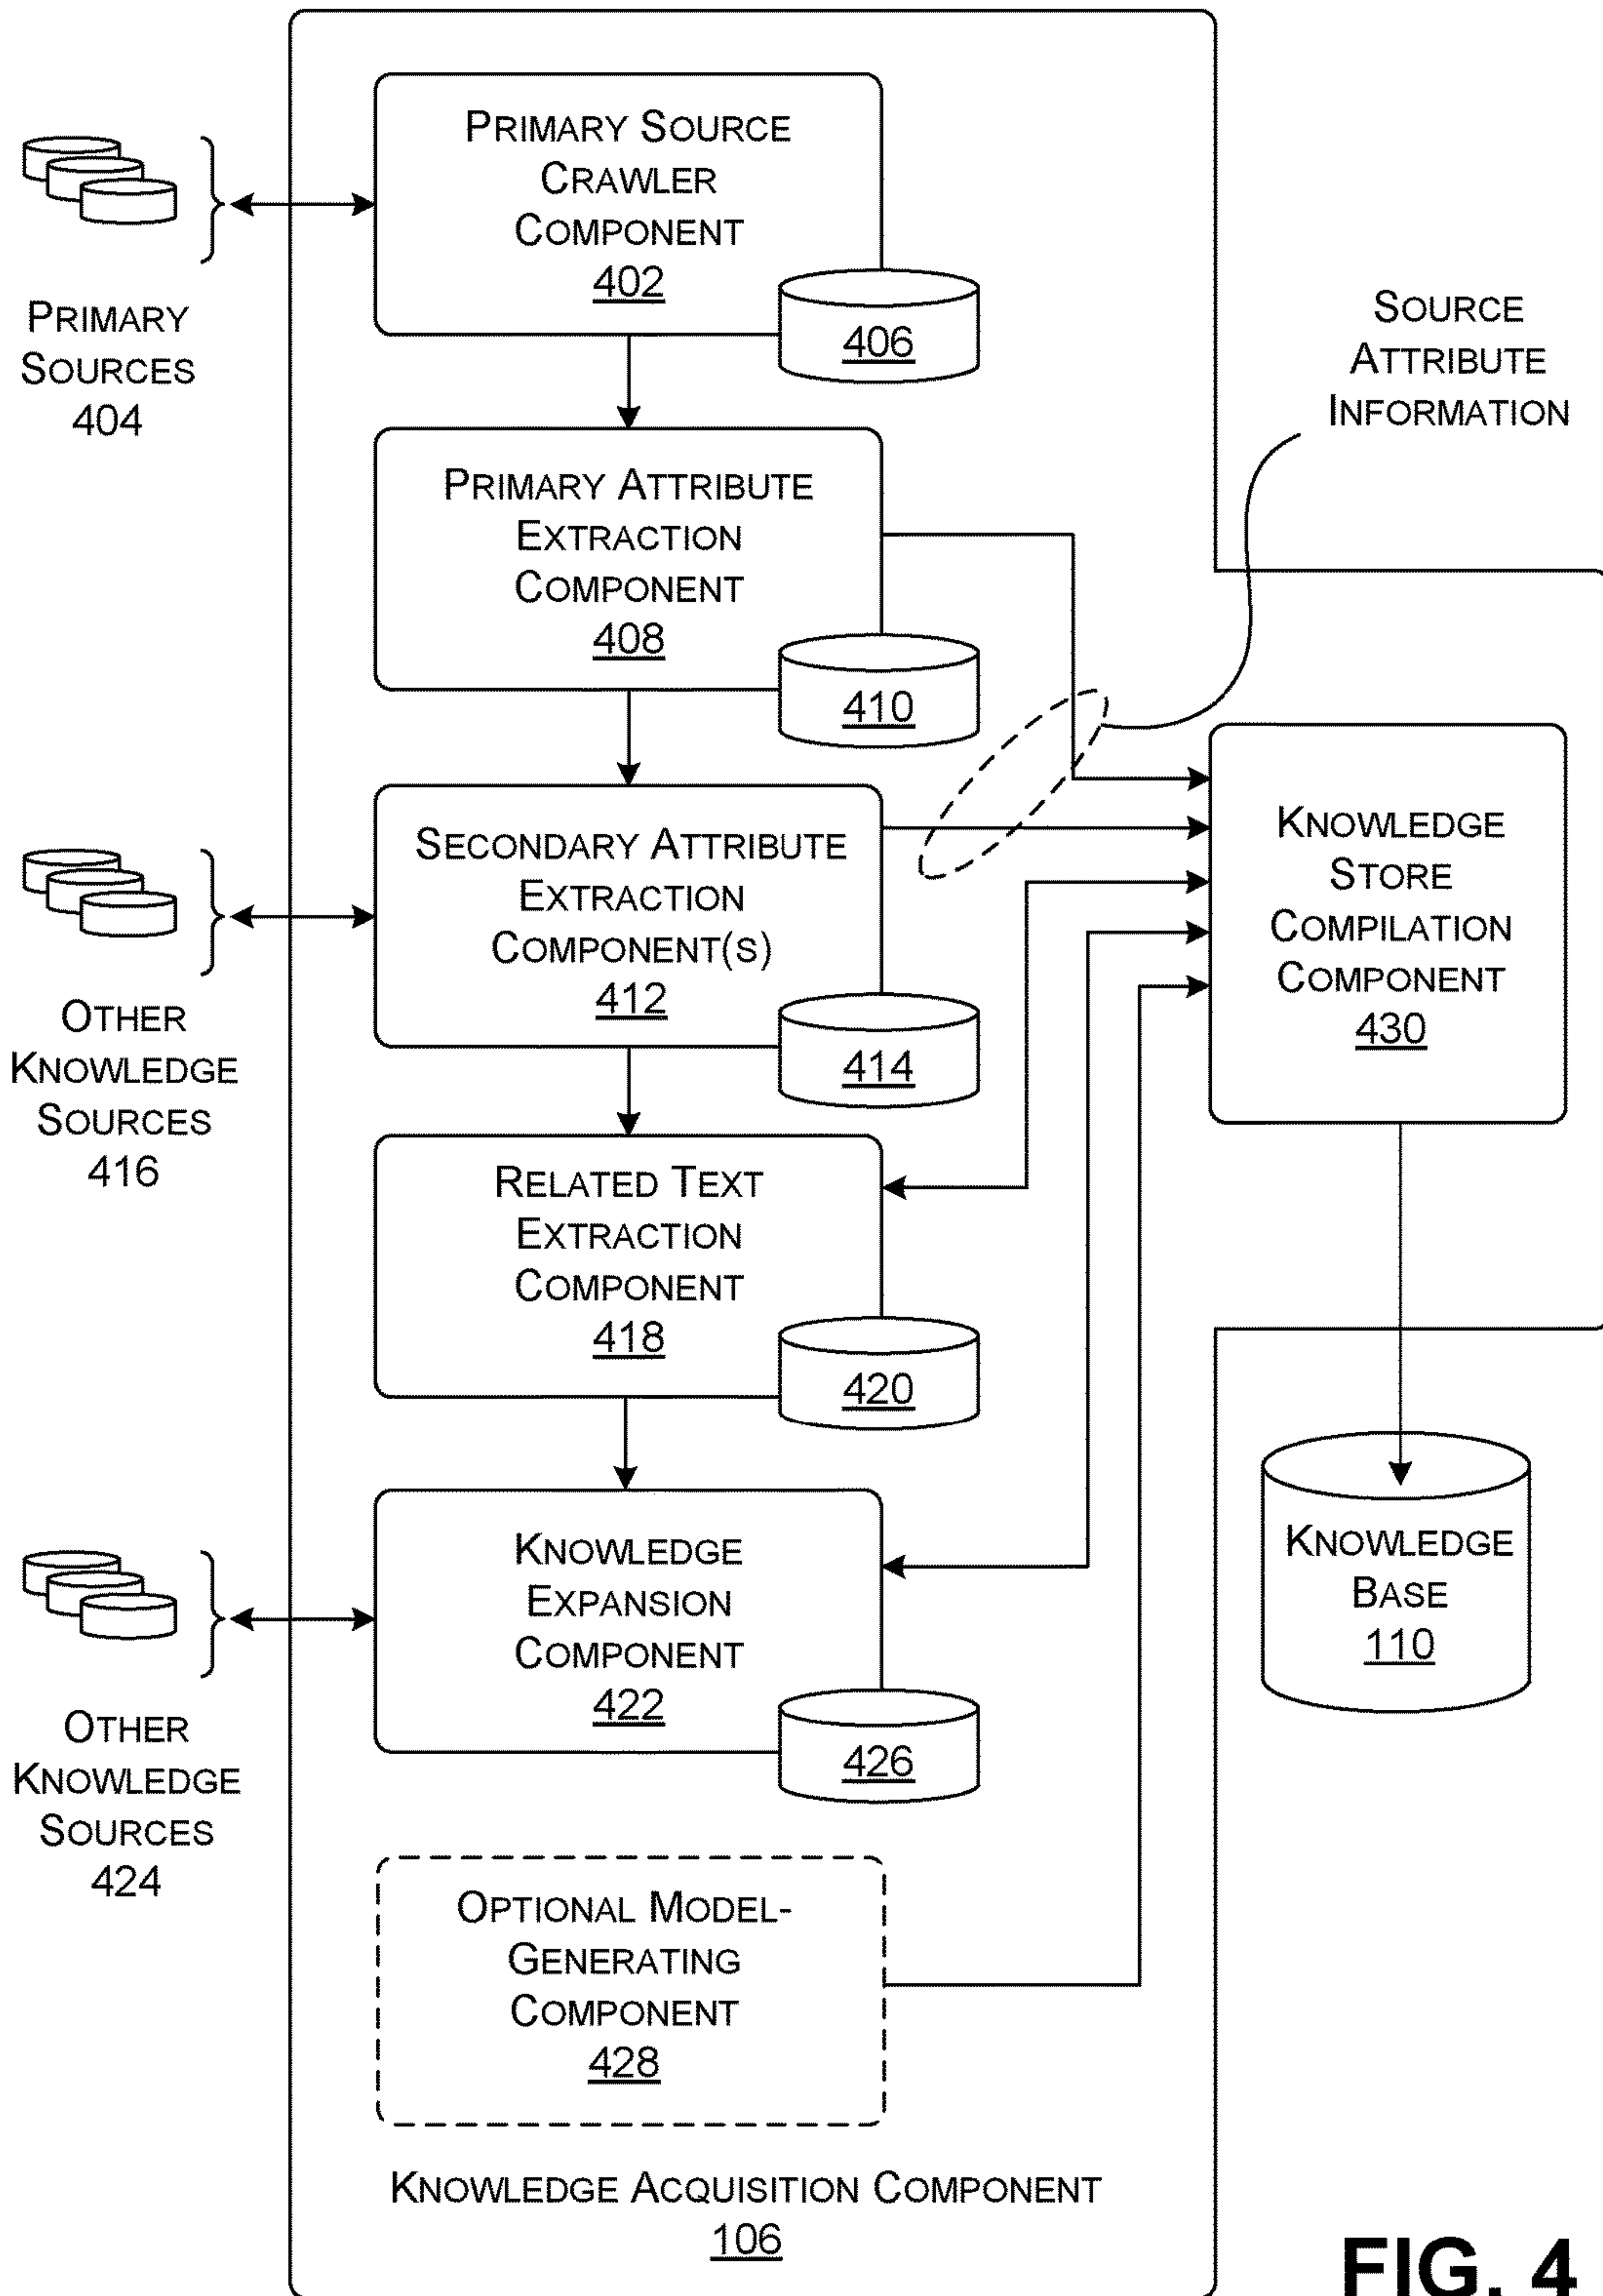 PRIMARY SOURCE
CRAWLER
COMPONENT
402
406
PRIMARY
SOURCES
404
SOURCE
ATTRIBUTE
INFORMATION
PRIMARY ATTRIBUTE
EXTRACTION
COMPONENT
408
410
SECONDARY ATTRIBUTE
EXTRACTION
COMPONENT(S)
412
414
OTHER
KNOWLEDGE
SOURCES
416
KNOWLEDGE
STORE
COMPILATION
COMPONENT
430
RELATED TEXT
EXTRACTION
COMPONENT
418
420
KNOWLEDGE
EXPANSION
COMPONENT
422
426
KNOWLEDGE
BASE
110
OTHER
KNOWLEDGE
SOURCES
424
OPTIONAL MODEL-
GENERATING
COMPONENT
428
KNOWLEDGE ACQUISITION COMPONENT
106
FIG. 4